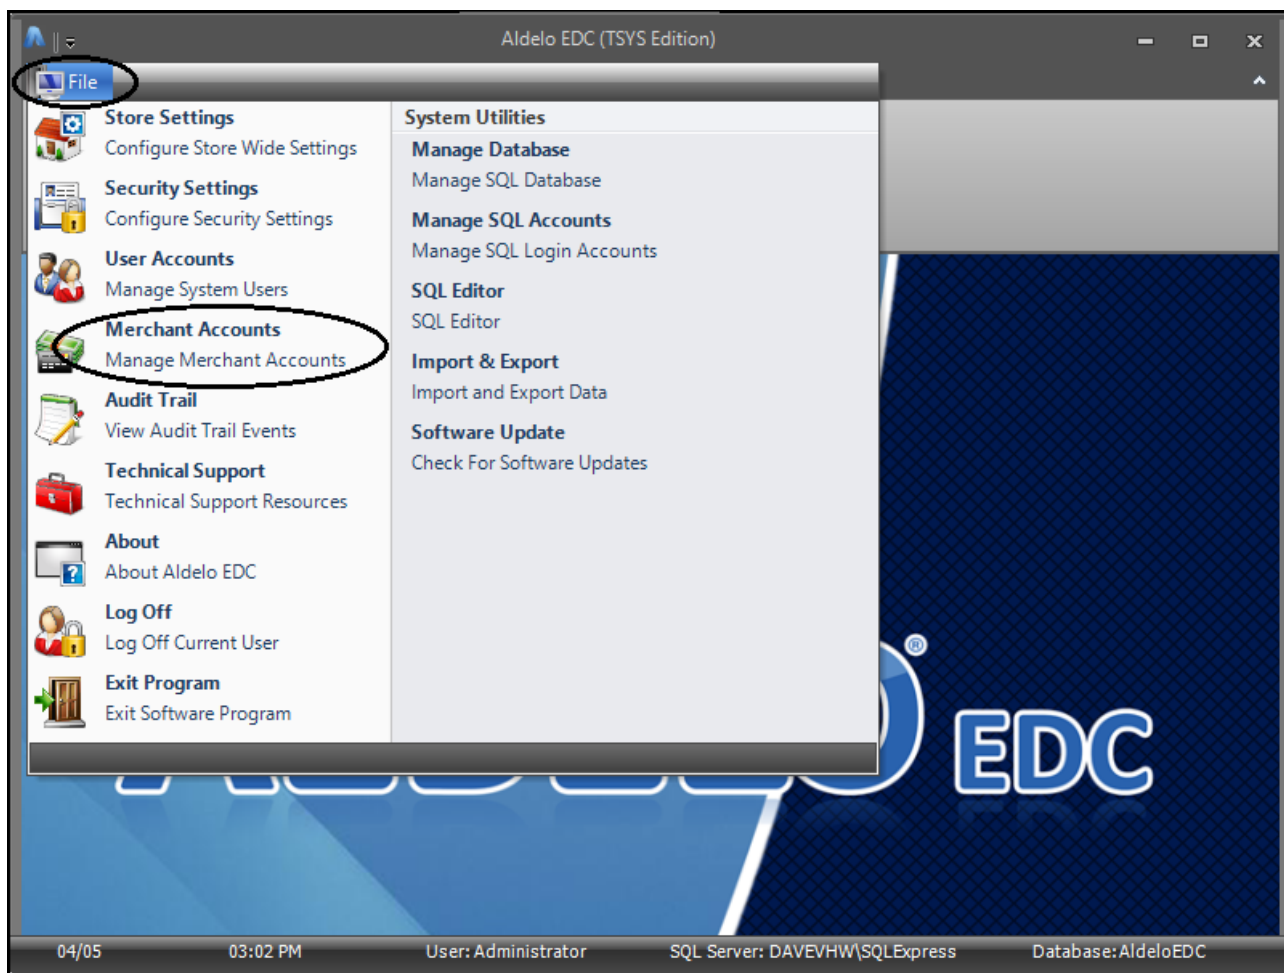 Aldelo EDC (TSYS Edition)
File
Store Settings
Configure Store Wide Settings
Security Settings
Configure Security Settings
User Accounts
Manage System Users
Merchant Accounts
Manage Merchant Accounts
Audit Trail
View Audit Trail Events
Technical Support
Technical Support Resources
About
About Aldelo EDC
Log Off
Log Off Current User
Exit Program
Exit Software Program
System Utilities
Manage Database
Manage SQL Database
Manage SQL Accounts
Manage SQL Login Accounts
SQL Editor
SQL Editor
Import & Export
Import and Export Data
Software Update
Check For Software Updates
® EDC
04/05 03:02 PM User: Administrator SQL Server: DAVEVHW\SQLExpress Database: AldeloEDC